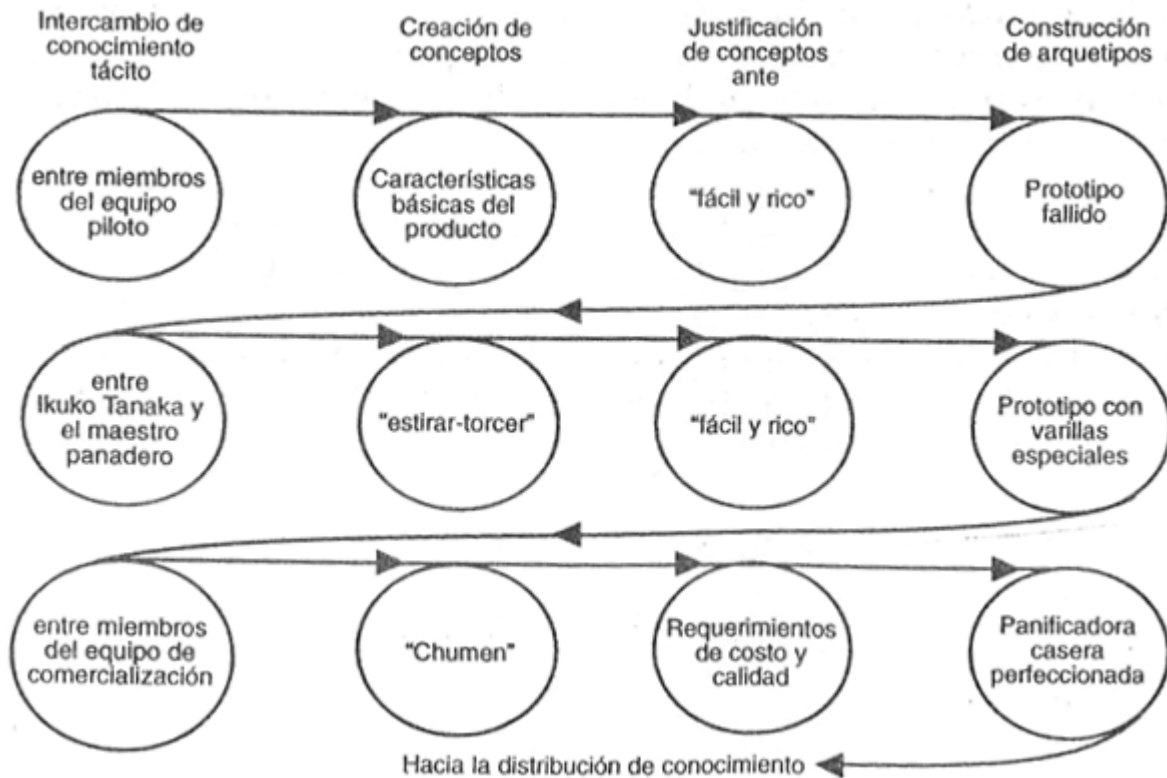 Intercambio de
conocimiento
tácito
Creación de
conceptos
Justificación
de conceptos
ante
Construcción
de arquetipos
entre miembros
del equipo
piloto
Características
básicas del
producto
"fácil y rico"
Prototipo
fallido
entre
Ikuko Tanaka y
el maestro
panadero
"estirar-torcer"
"fácil y rico"
Prototipo con
varillas
especiales
entre miembros
del equipo de
comercialización
"Chumen"
Requerimientos
de costo y
calidad
Panificadora
casera
perfeccionada
Hacia la distribución de conocimiento